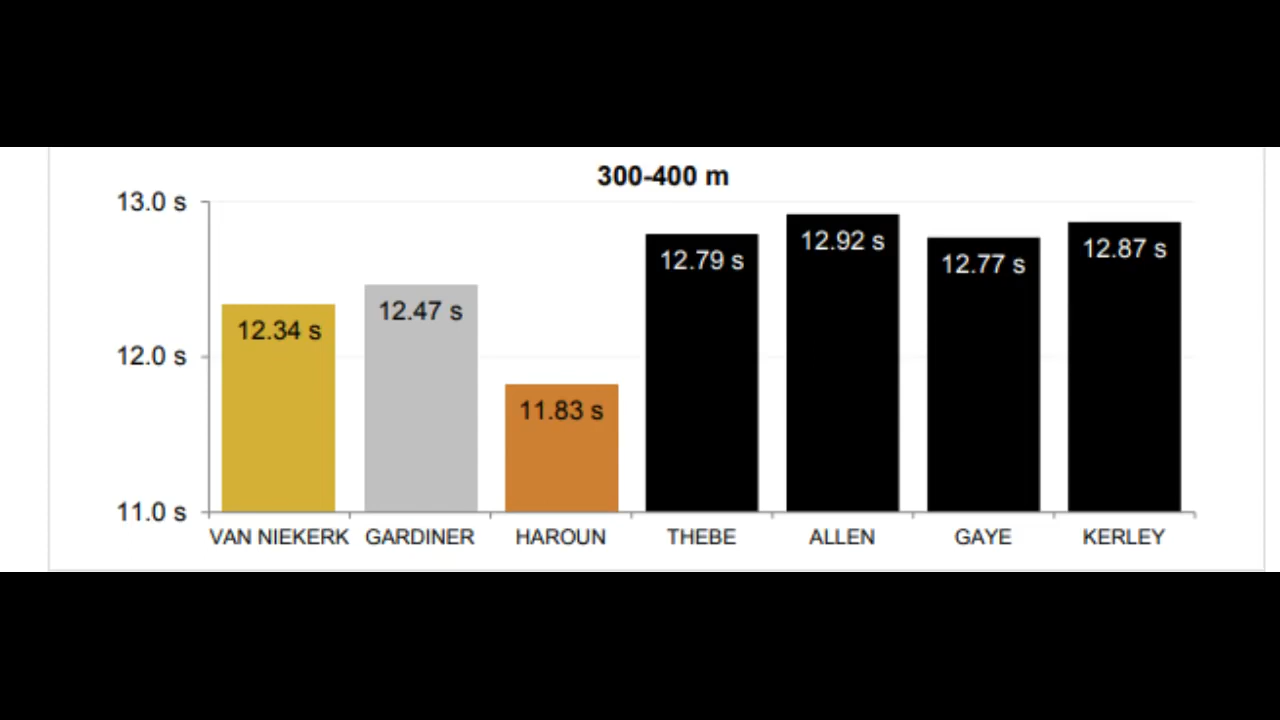 300-400 m
13.0 s
12.0 s
11.0 s
12.34 s
12.47 s
11.83 s
12.79 s
12.92 s
12.77 s
12.87 s
VAN NIEKERK GARDINER HAROUN THEBE ALLEN GAYE KERLEY